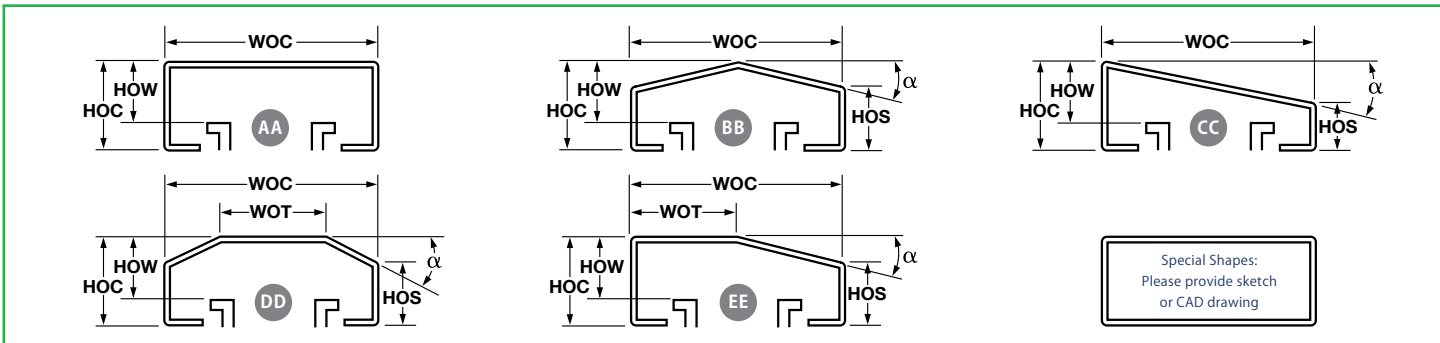 WOC
HOC
HOW
AA
WOC
HOC
HOW
BB
HOS
α
WOC
HOC
HOW
CC
HOS
α
WOC
WOT
HOC
HOW
DD
HOS
α
WOC
WOT
HOC
HOW
EE
HOS
α
Special Shapes:
Please provide sketch
or CAD drawing